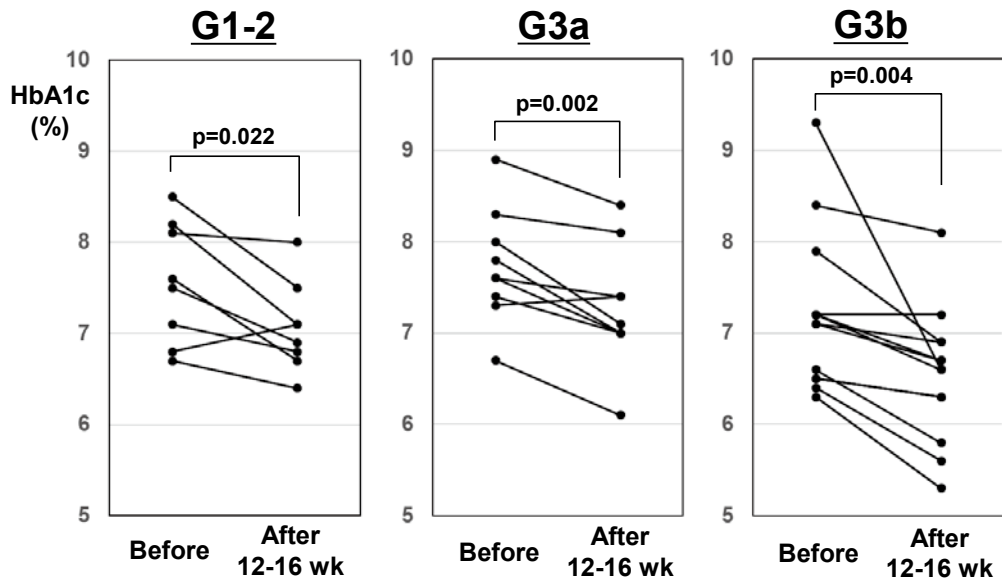 G1-2
G3a
G3b
HbA1c
(%)
10
9
8
7
6
5
p=0.022
Before
After
12-16 wk
10
9
8
7
6
5
p=0.002
Before
After
12-16 wk
10
9
8
7
6
5
p=0.004
Before
After
12-16 wk